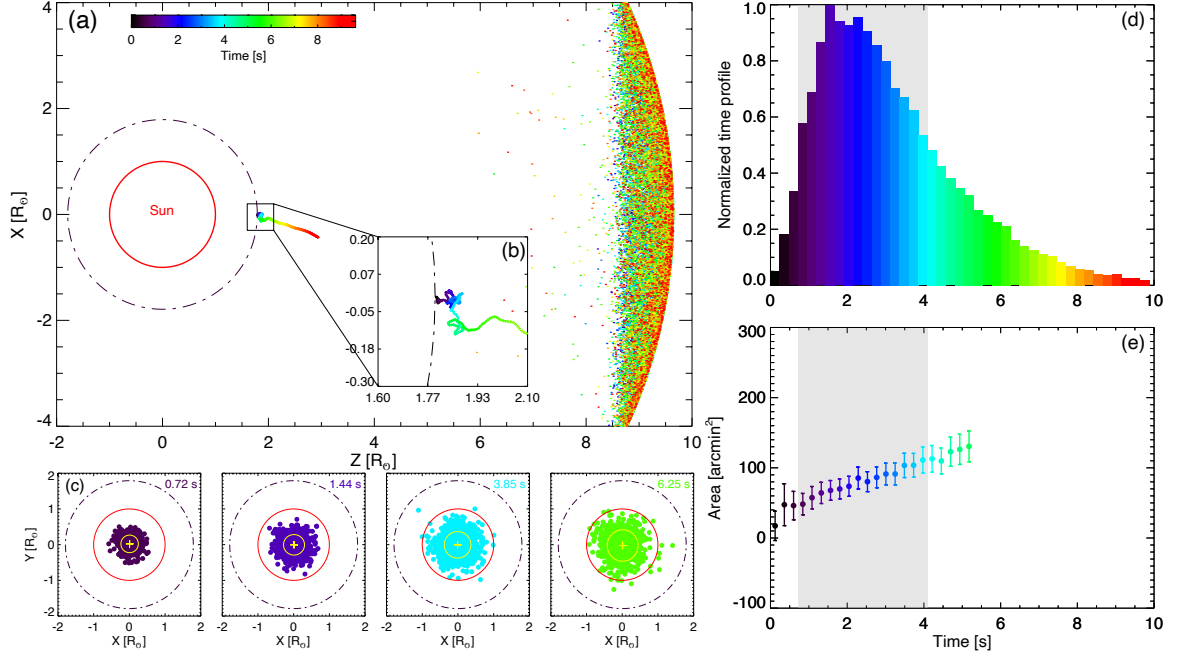 (a)
0 2 4 6 8
Time [s]
4
2
0
-2
-4
X [R⊙]
Sun
(b)
0.20
0.07
-0.05
-0.18
-0.30
1.60 1.77 1.93 2.10
-2 0 2 4 6 8 10
Z [R⊙]
(c)
0.72 s
1.44 s
3.85 s
6.25 s
2
1
0
-1
-2
Y [R⊙]
-2 -1 0 1 2
X [R⊙]
-2 -1 0 1 2
X [R⊙]
-2 -1 0 1 2
X [R⊙]
-2 -1 0 1 2
X [R⊙]
(d)
1.0
0.8
0.6
0.4
0.2
0.0
Normalized time profile
0 2 4 6 8 10
(e)
300
200
100
0
-100
Area [arcmin²]
0 2 4 6 8 10
Time [s]